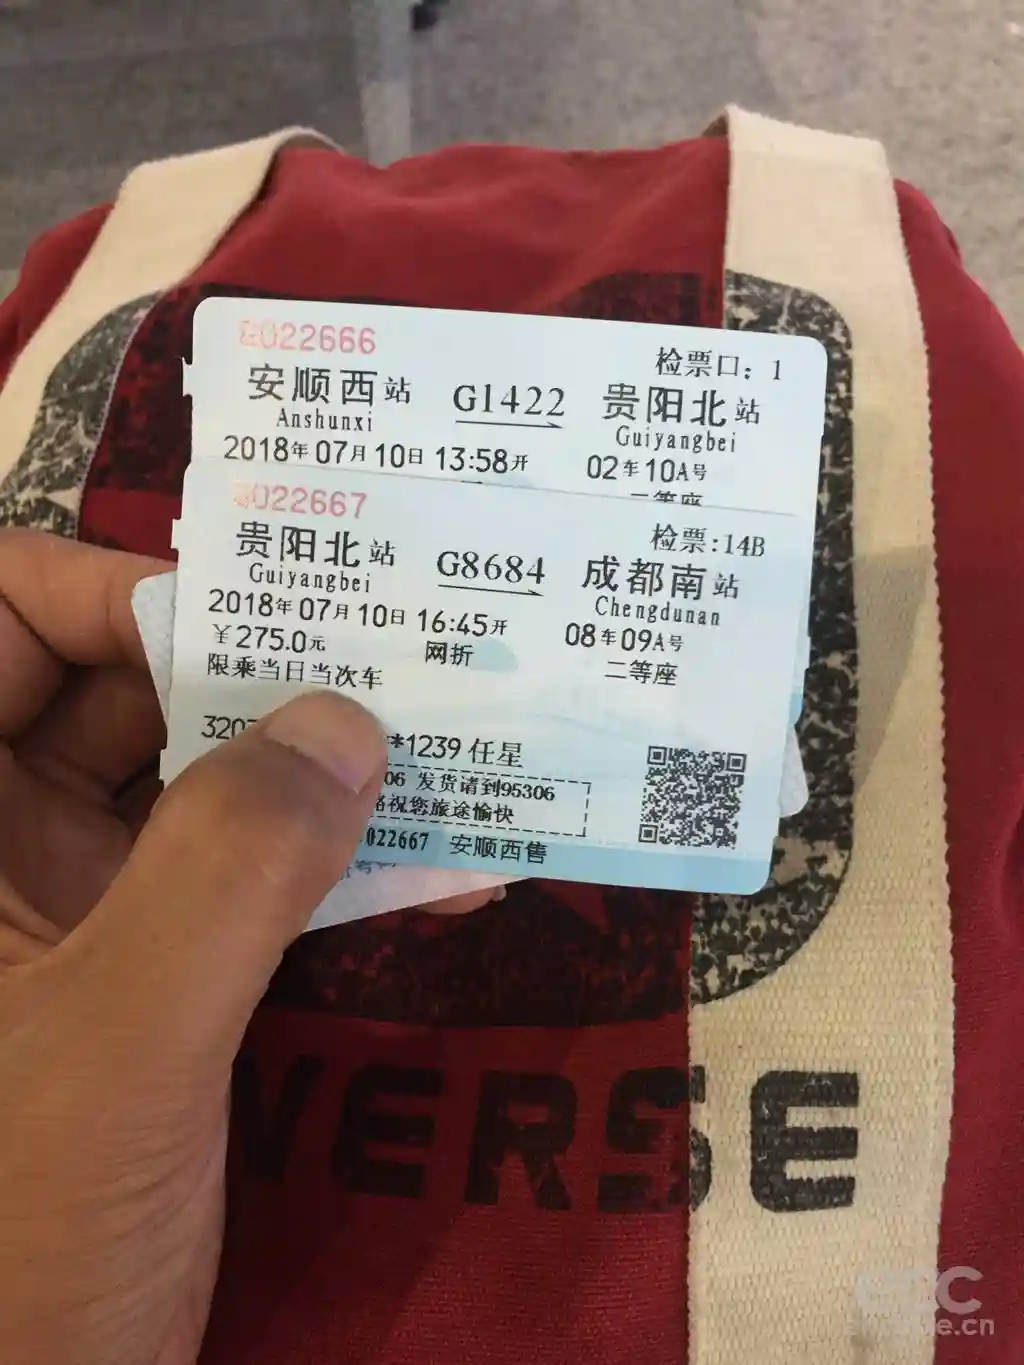 022666
检票口：1
安顺西站 G1422 贵阳北站
Anshunxi Guiyangbei
2018年07月10日 13:58开 02车10A号
二等座
022667
检票:14B
贵阳北站 G8684 成都南站
Guiyangbei Chengdunan
2018年07月10日 16:45开 08车09A号
￥275.0元 网折 二等座
限乘当日当次车
320 *1239 任星
06 发货请到95306
祝您旅途愉快
022667 安顺西售
VERSE